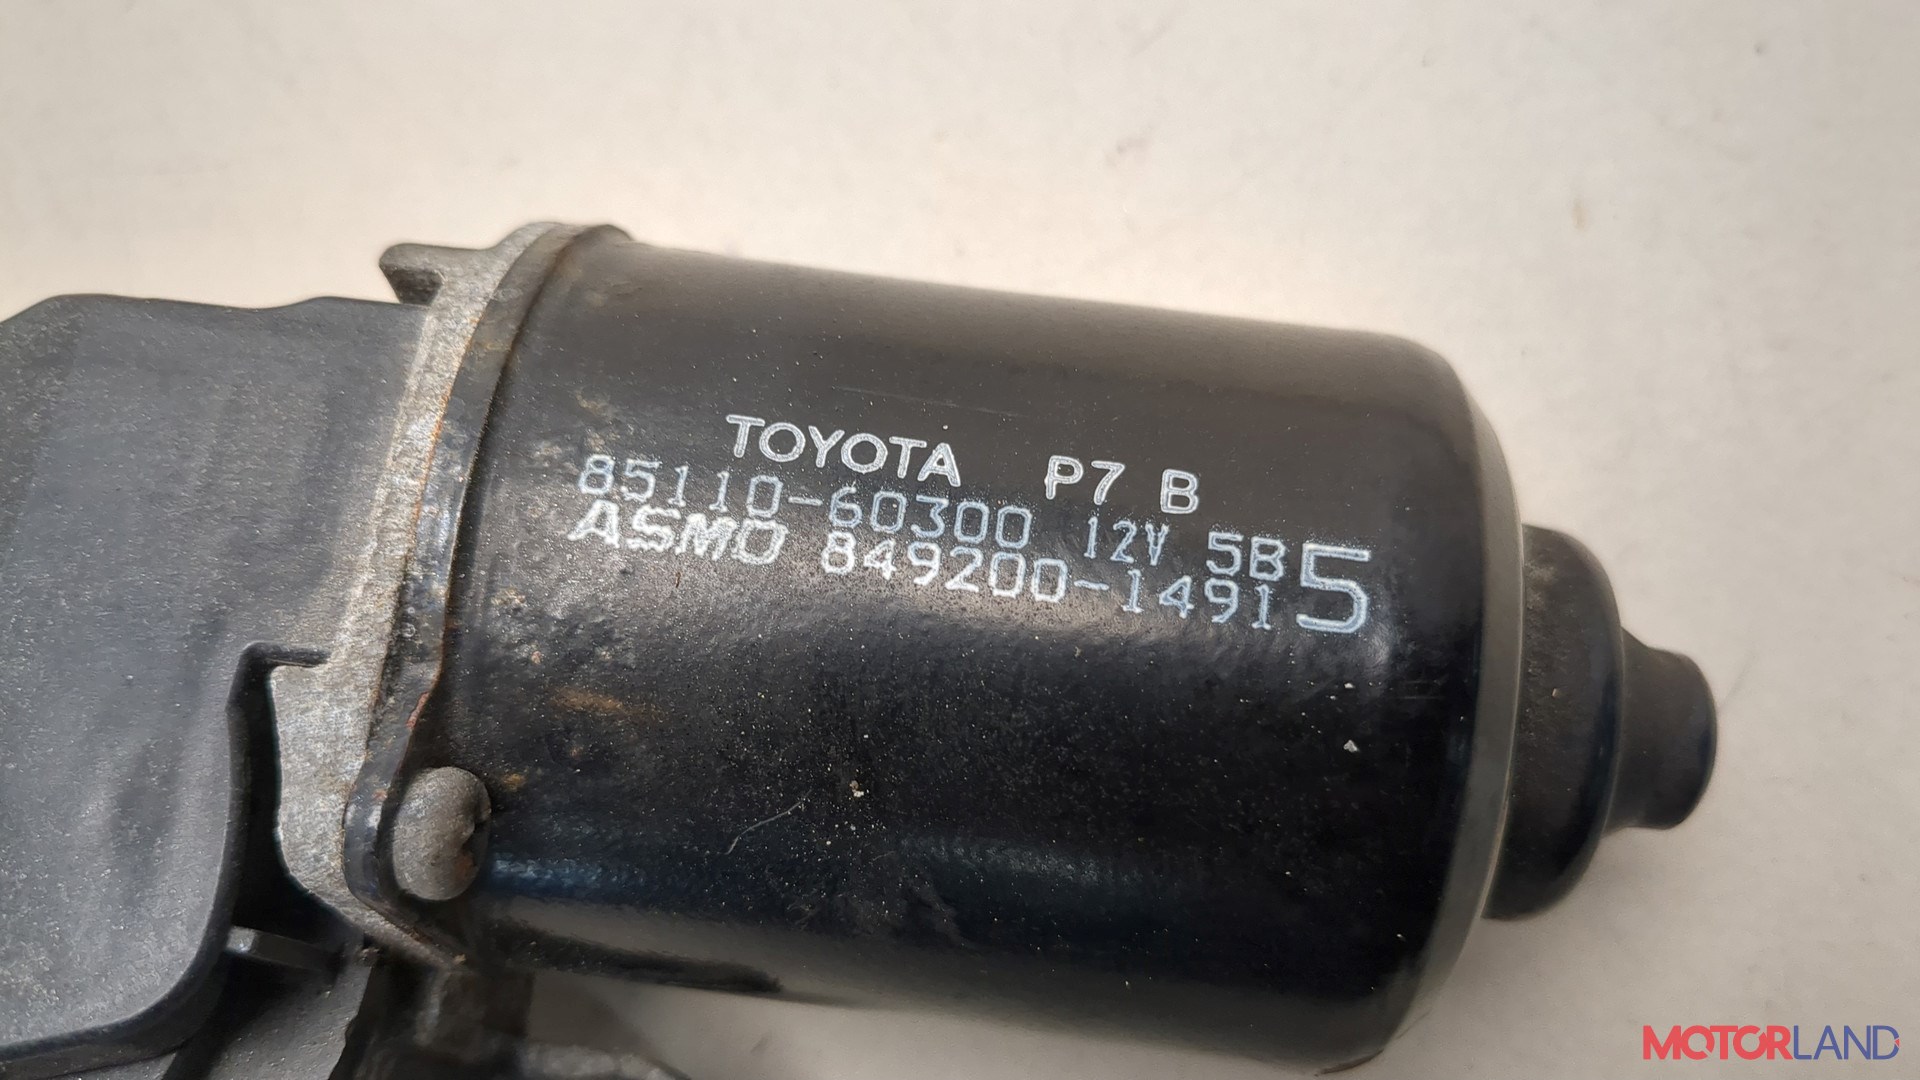 TOYOTA P7 B
85110-60300 12V 5B 5
ASMO 849200-1491
MOTORLAND